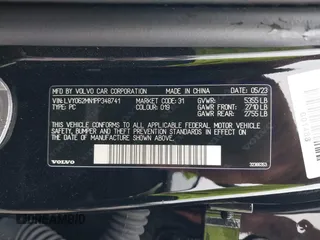 MFD BY VOLVO CAR CORPORATION MADE IN CHINA DATE: 05/23
VIN: LVY062MN1PP348741 MARKET CODE: 31 GVWR: 5355 LB
TYPE: PC COLOUR: 019 GAWR FRONT: 2710 LB
GAWR REAR: 2755 LB
THIS VEHICLE CONFORMS TO ALL APPLICABLE FEDERAL MOTOR VEHICLE
SAFETY, BUMPER, AND THEFT PREVENTION STANDARDS IN EFFECT ON THE
DATE OF MANUFACTURE SHOWN ABOVE.
VOLVO